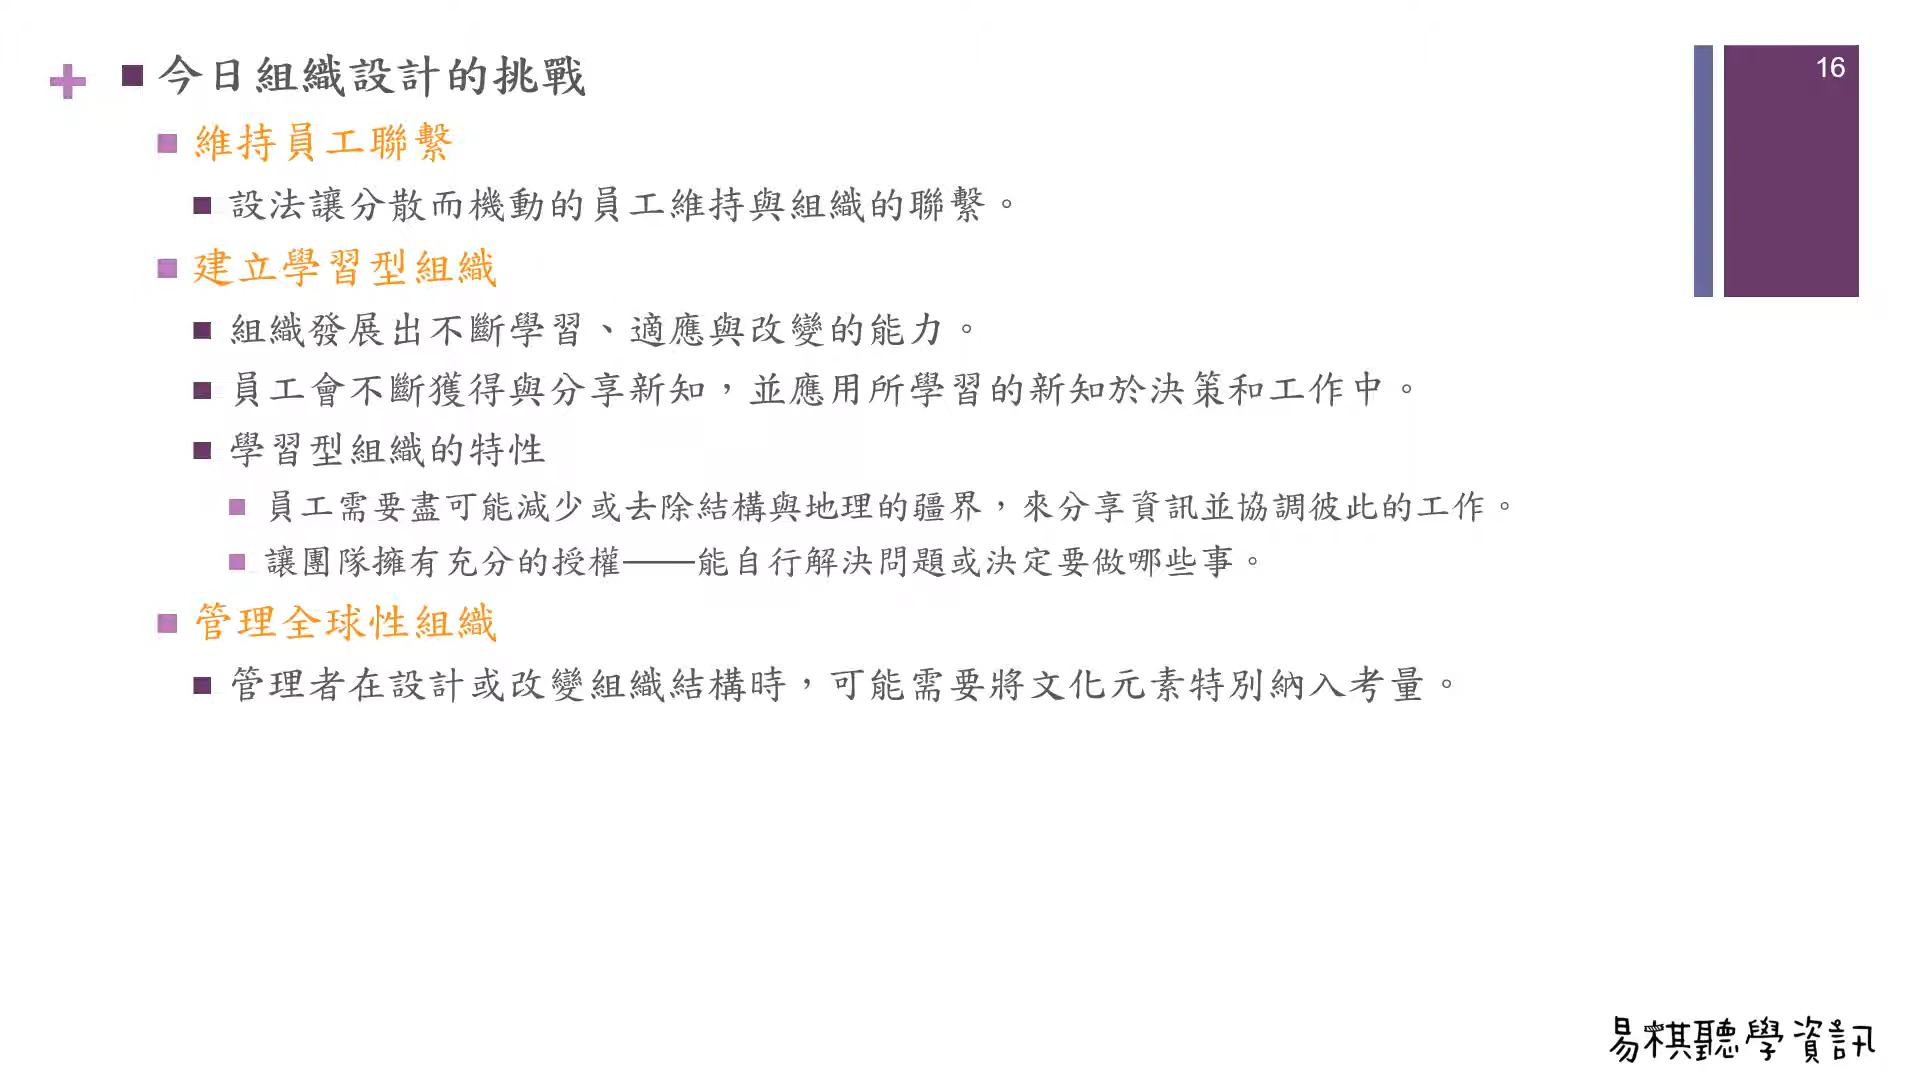 今日組織設計的挑戰
16
維持員工聯繫
設法讓分散而機動的員工維持與組織的聯繫。
建立學習型組織
組織發展出不斷學習、適應與改變的能力。
員工會不斷獲得與分享新知，並應用所學習的新知於決策和工作中。
學習型組織的特性
員工需要盡可能減少或去除結構與地理的疆界，來分享資訊並協調彼此的工作。
讓團隊擁有充分的授權——能自行解決問題或決定要做哪些事。
管理全球性組織
管理者在設計或改變組織結構時，可能需要將文化元素特別納入考量。
易棋聽學資訊